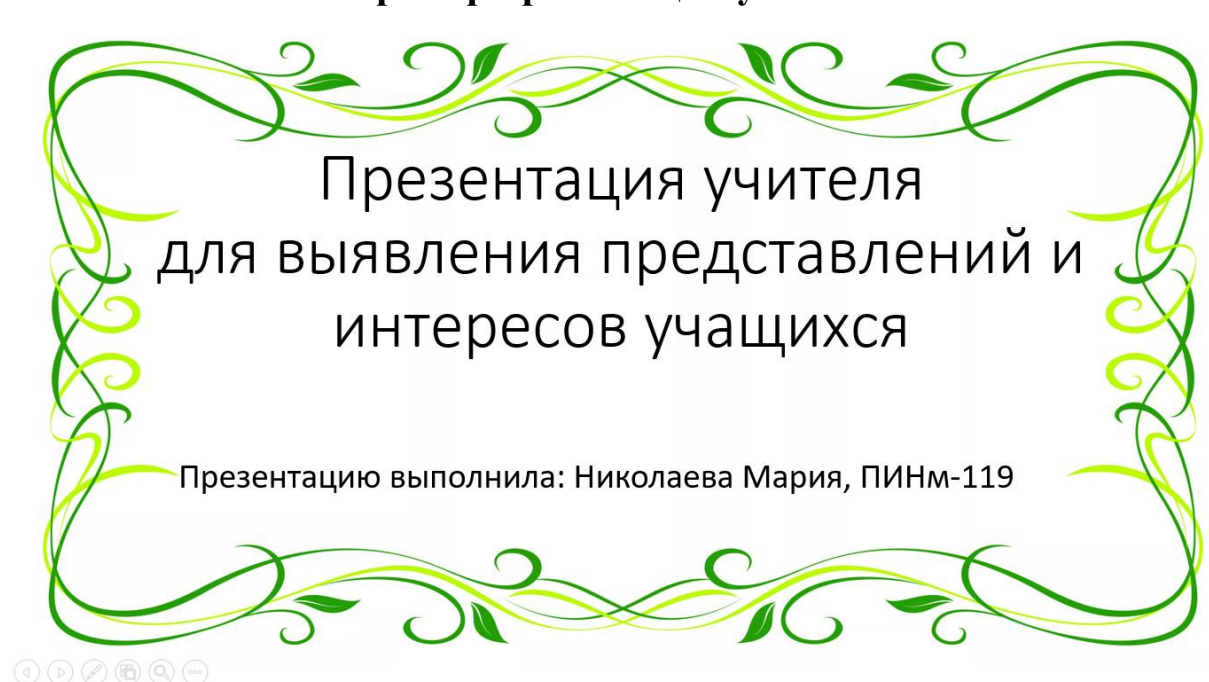 Презентация учителя
для выявления представлений и
интересов учащихся
Презентацию выполнила: Николаева Мария, ПИНм-119